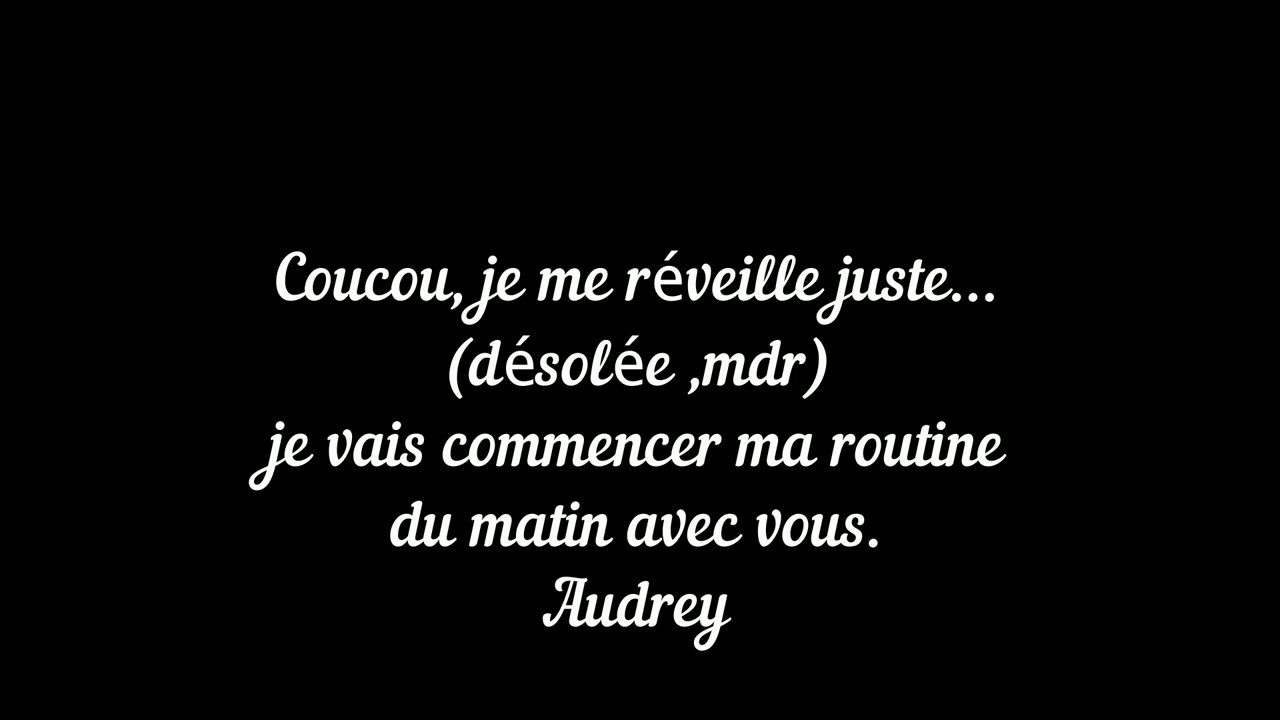 Coucou, je me réveille juste...
(désolée ,mdr)
je vais commencer ma routine
du matin avec vous.
Audrey